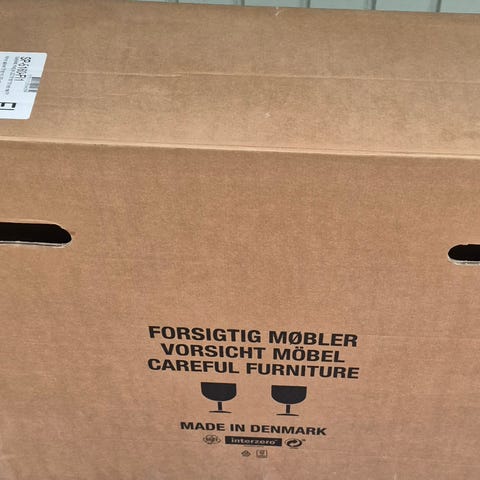 FORSIGTIG MØBLER
VORSICHT MÖBEL
CAREFUL FURNITURE
MADE IN DENMARK
interzero